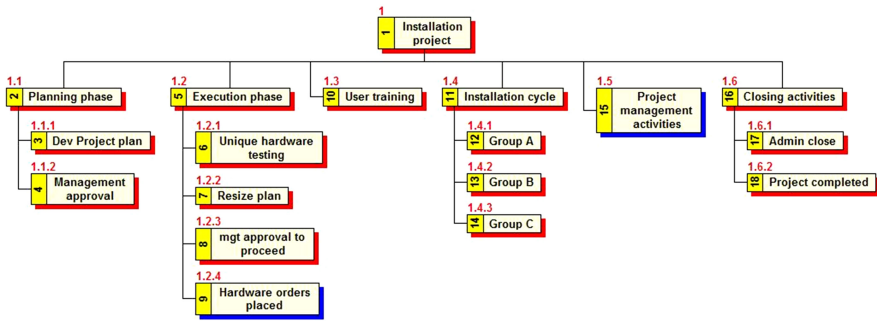 1
1
Installation
project
1.1
2
Planning phase
1.1.1
3
Dev Project plan
1.1.2
4
Management
approval
1.2
5
Execution phase
1.2.1
6
Unique hardware
testing
1.2.2
7
Resize plan
1.2.3
8
mgt approval to
proceed
1.2.4
9
Hardware orders
placed
1.3
10
User training
1.4
11
Installation cycle
1.4.1
12
Group A
1.4.2
13
Group B
1.4.3
14
Group C
1.5
15
Project
management
activities
1.6
16
Closing activities
1.6.1
17
Admin close
1.6.2
18
Project completed